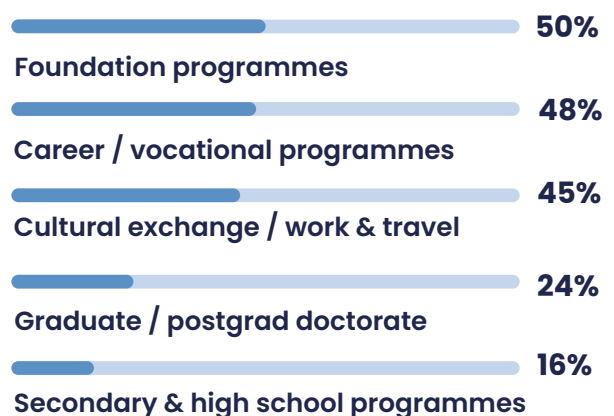 50%
Foundation programmes
48%
Career / vocational programmes
45%
Cultural exchange / work & travel
24%
Graduate / postgrad doctorate
16%
Secondary & high school programmes